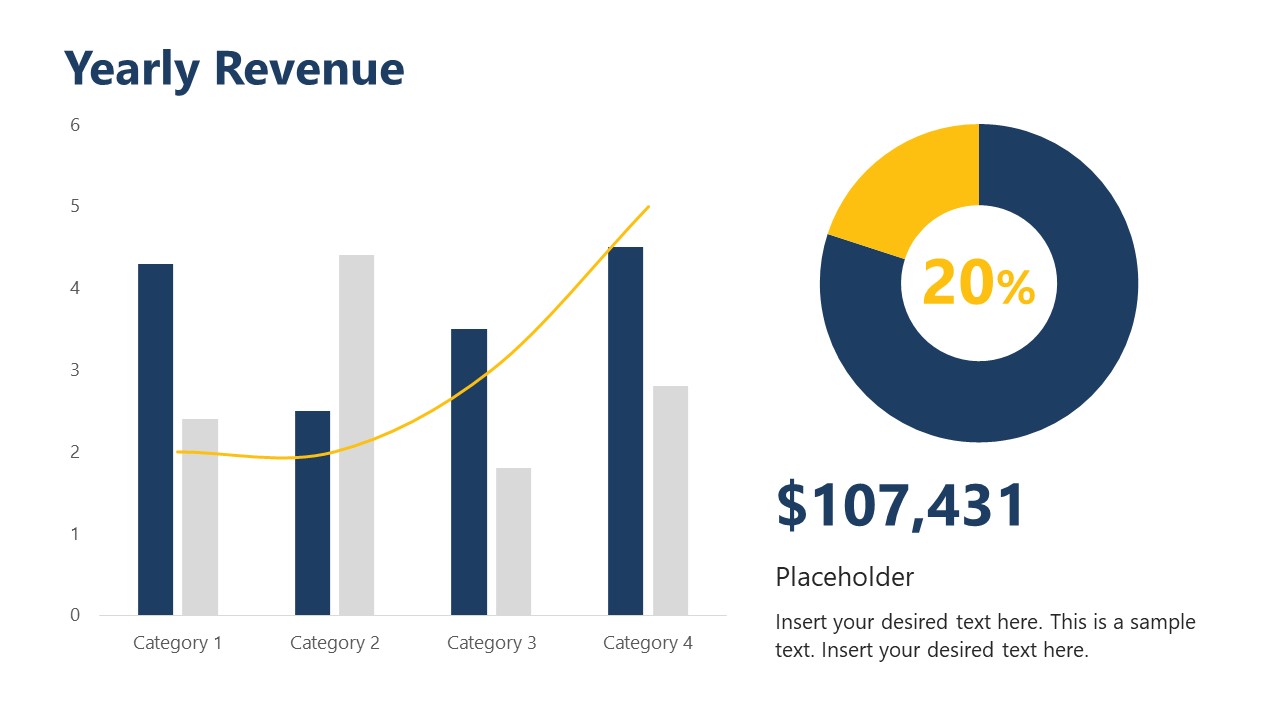 Yearly Revenue
6
5
4
3
2
1
0
Category 1 Category 2 Category 3 Category 4
20%
$107,431
Placeholder
Insert your desired text here. This is a sample
text. Insert your desired text here.